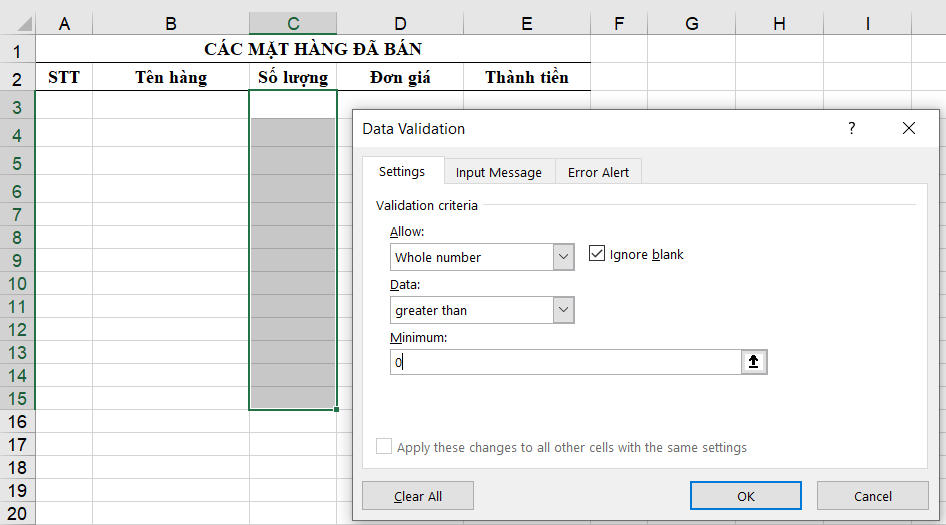 A B C D E F G H I
1 CÁC MẶT HÀNG ĐÃ BÁN
2 STT Tên hàng Số lượng Đơn giá Thành tiền
3
4
5
6
7
8
9
10
11
12
13
14
15
16
17
18
19
20
Data Validation ?
Settings Input Message Error Alert
Validation criteria
Allow:
Whole number Ignore blank
Data:
greater than
Minimum:
0
Apply these changes to all other cells with the same settings
Clear All OK Cancel